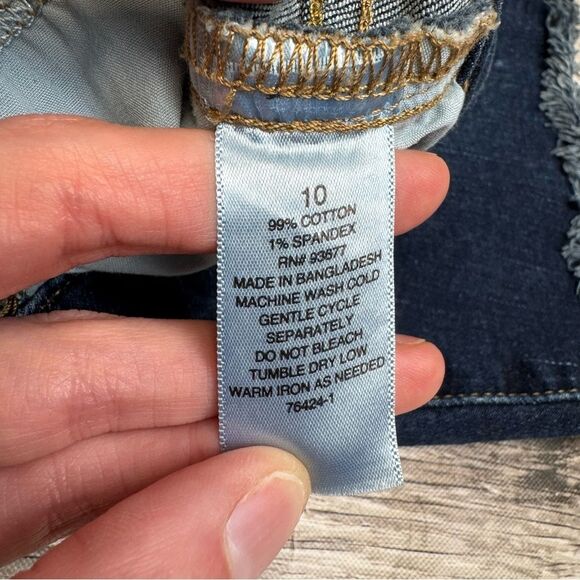 10
99% COTTON
1% SPANDEX
RN# 93677
MADE IN BANGLADESH
MACHINE WASH COLD
GENTLE CYCLE
SEPARATELY
DO NOT BLEACH
TUMBLE DRY LOW
WARM IRON AS NEEDED
76424-1